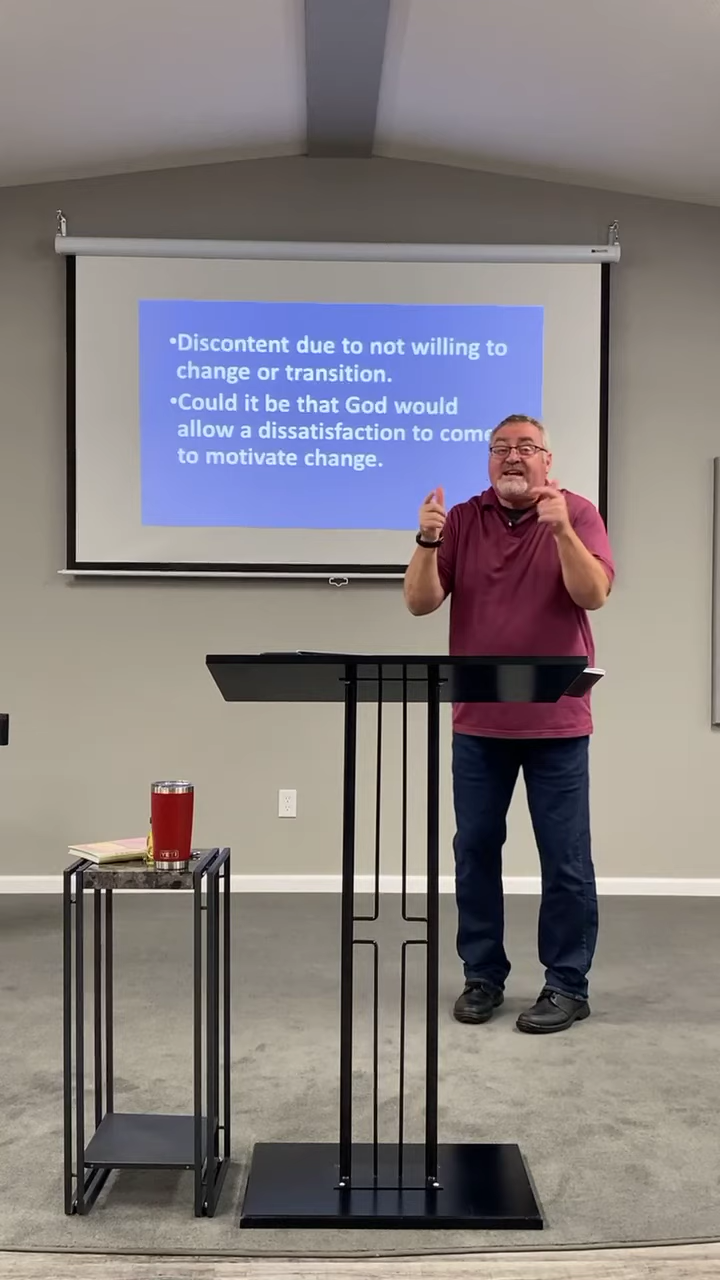 •Discontent due to not willing to
change or transition.
•Could it be that God would
allow a dissatisfaction to come
to motivate change.
YETI